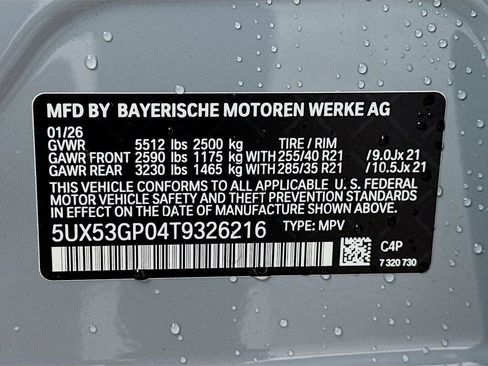 MFD BY BAYERISCHE MOTOREN WERKE AG
01/26
GVWR 5512 lbs 2500 kg TIRE / RIM
GAWR FRONT 2590 lbs 1175 kg WITH 255/40 R21 /9.0Jx 21
GAWR REAR 3230 lbs 1465 kg WITH 285/35 R21 /10.5Jx 21
THIS VEHICLE CONFORMS TO ALL APPLICABLE U.S. FEDERAL
MOTOR VEHICLE SAFETY AND THEFT PREVENTION STANDARDS
IN EFFECT ON THE DATE OF MANUFACTURE SHOWN ABOVE.
5UX53GP04T9326216 TYPE: MPV
C4P
7 320 730